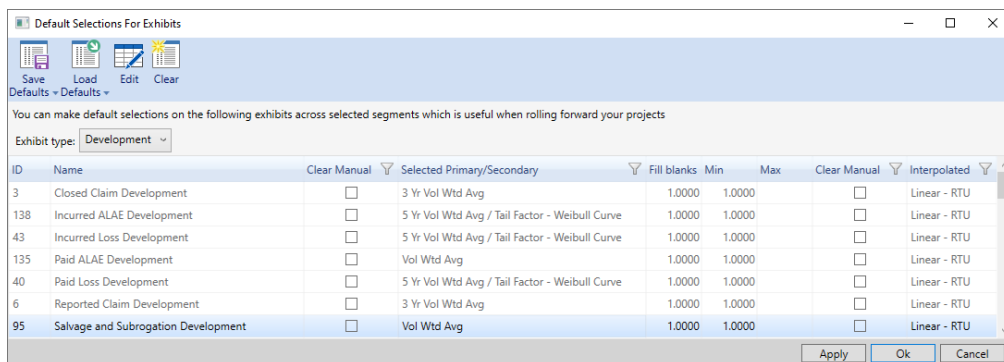 Default Selections For Exhibits
Save Defaults
Load Defaults
Edit
Clear
You can make default selections on the following exhibits across selected segments which is useful when rolling forward your projects
Exhibit type: Development
ID Name Clear Manual Selected Primary/Secondary Fill blanks Min Max Clear Manual Interpolated
3 Closed Claim Development 3 Yr Vol Wtd Avg 1.0000 1.0000 Linear - RTU
138 Incurred ALAE Development 5 Yr Vol Wtd Avg / Tail Factor - Weibull Curve 1.0000 1.0000 Linear - RTU
43 Incurred Loss Development 5 Yr Vol Wtd Avg / Tail Factor - Weibull Curve 1.0000 1.0000 Linear - RTU
135 Paid ALAE Development Vol Wtd Avg 1.0000 1.0000 Linear - RTU
40 Paid Loss Development 5 Yr Vol Wtd Avg / Tail Factor - Weibull Curve 1.0000 1.0000 Linear - RTU
6 Reported Claim Development 3 Yr Vol Wtd Avg 1.0000 1.0000 Linear - RTU
95 Salvage and Subrogation Development Vol Wtd Avg 1.0000 1.0000 Linear - RTU
Apply Ok Cancel